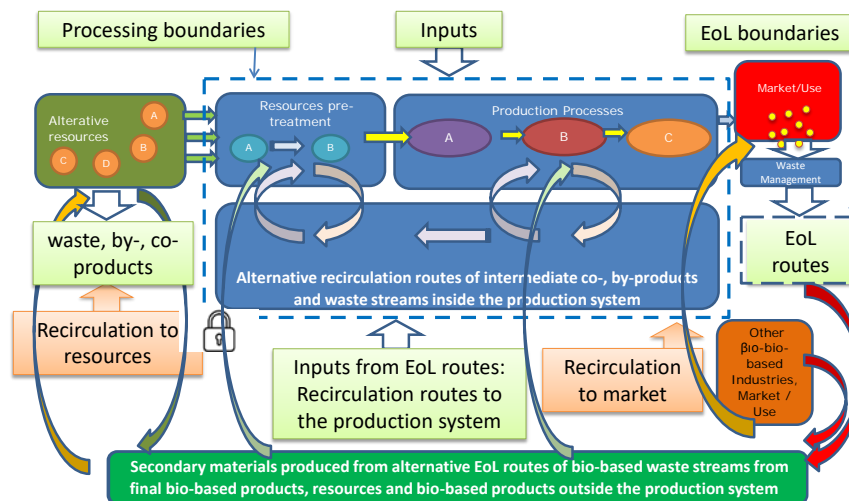 Processing boundaries
Inputs
EoL boundaries
Alterative
resources
A
B
C
D
Resources pre-
treatment
A
B
Production Processes
A
B
C
Market/Use
Waste
Management
waste, by-, co-
products
EoL
routes
Alternative recirculation routes of intermediate co-, by-products
and waste streams inside the production system
Recirculation to
resources
Inputs from EoL routes:
Recirculation routes to
the production system
Recirculation
to market
Other
βιο-bio-
based
Industries,
Market /
Use
Secondary materials produced from alternative EoL routes of bio-based waste streams from
final bio-based products, resources and bio-based products outside the production system